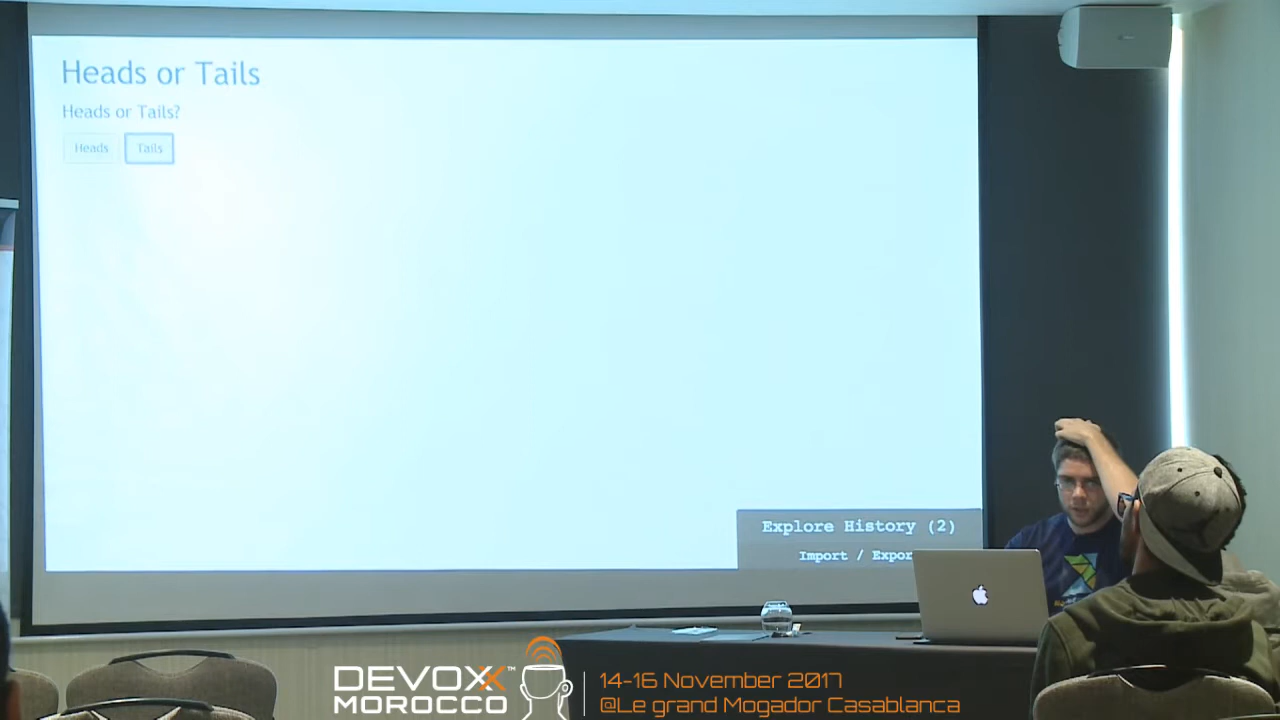 Heads or Tails
Heads or Tails?
Heads Tails
Explore History (2)
Import / Expor
DEVOXX™
MOROCCO
14-16 November 2017
@Le grand Mogador Casablanca